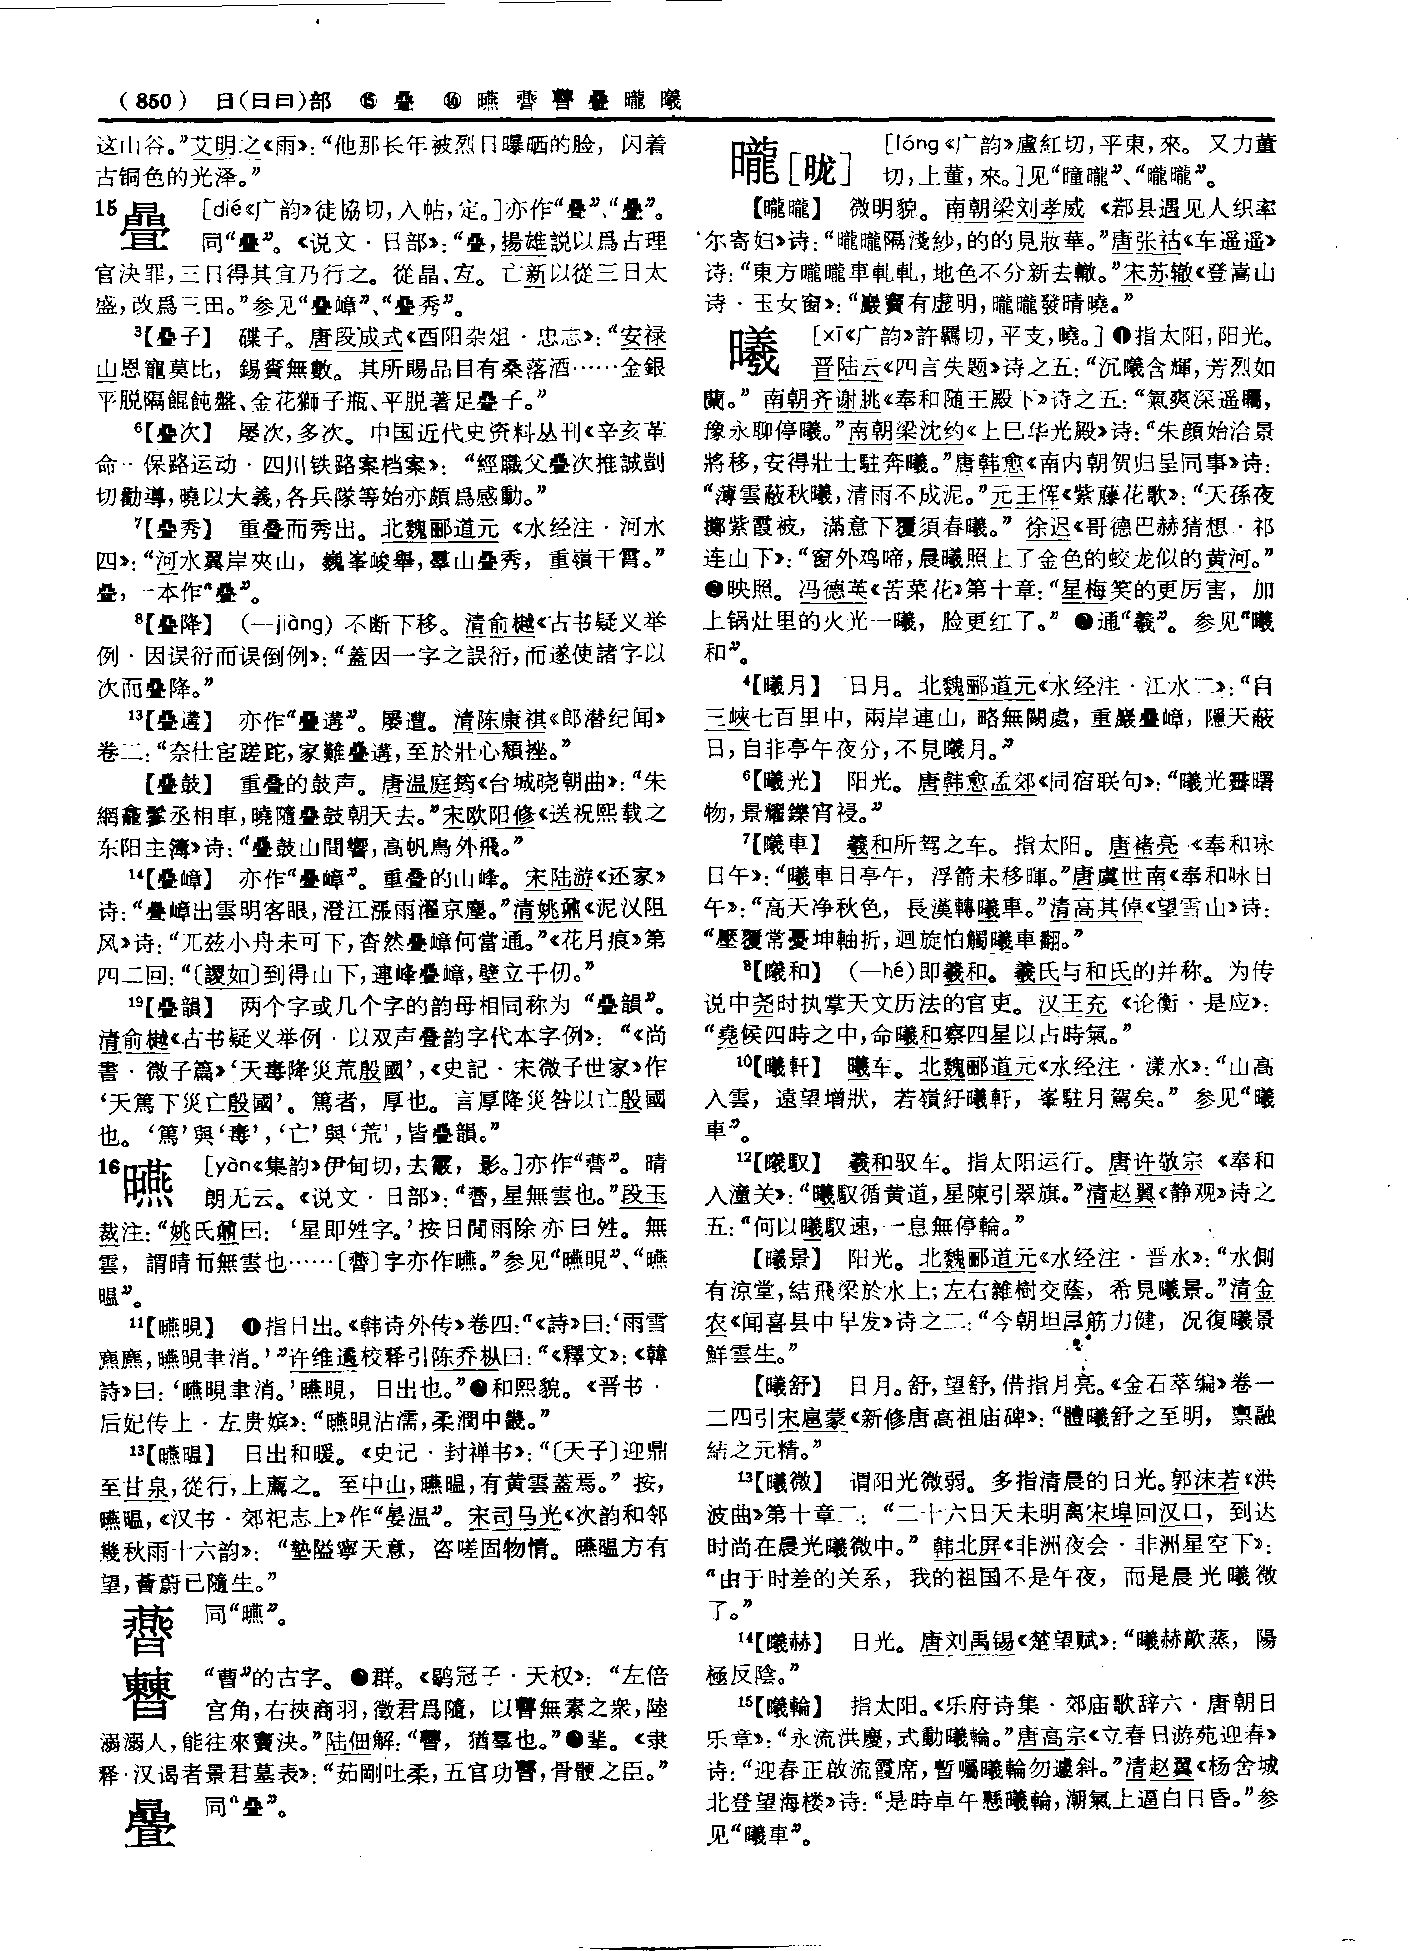 （850） 日（日曰）部 ⑮ 疊 ⑯ 曣 㬫 㯥 疊 曨 曦
这山谷。”艾明之《雨》：“他那长年被烈日曝晒的脸，闪着
古铜色的光泽。”
15 疊 [dié《广韵》徒協切，入帖，定。]亦作“疊”、“疊”。
同“疊”。《说文·日部》：“疊，揚雄説以爲古理
官決罪，三日得其宜乃行之。從晶、宜。亡新以從三日太
盛，改爲三田。”参见“疊嶂”、“疊秀”。
³【疊子】 碟子。唐段成式《酉阳杂俎·忠志》：“安禄
山恩寵莫比，錫賚無數。其所賜品目有桑落酒……金銀
平脱隔餛飩盤、金花獅子瓶、平脱著足疊子。”
⁶【疊次】 屡次，多次。中国近代史资料丛刊《辛亥革
命·保路运动·四川铁路案档案》：“經職父疊次推誠剴
切勸導，曉以大義，各兵隊等始亦頗爲感動。”
⁷【疊秀】 重叠而秀出。北魏郦道元《水经注·河水
四》：“河水翼岸夾山，巍峯峻舉，羣山疊秀，重嶺干霄。”
疊，一本作“疊”。
⁸【疊降】 (—jiàng) 不断下移。清俞樾《古书疑义举
例·因误衍而误倒例》：“蓋因一字之誤衍，而遂使諸字以
次而疊降。”
¹³【疊遘】 亦作“疊遘”。屡遭。清陈康祺《郎潜纪闻》
卷二：“奈仕宦蹉跎，家難疊遘，至於壯心頽挫。”
【疊鼓】 重叠的鼓声。唐温庭筠《台城晓朝曲》：“朱
網龕鬖丞相車，曉隨疊鼓朝天去。”宋欧阳修《送祝熙载之
东阳主簿》诗：“疊鼓山間響，高帆鳥外飛。”
¹⁴【疊嶂】 亦作“疊嶂”。重叠的山峰。宋陆游《还家》
诗：“疊嶂出雲明客眼，澄江漲雨濯京塵。”清姚鼐《泥汊阻
风》诗：“兀兹小舟未可下，杳然疊嶂何當通。”《花月痕》第
四二回：“〔謖如〕到得山下，連峰疊嶂，壁立千仞。”
¹⁹【疊韻】 两个字或几个字的韵母相同称为“疊韻”。
清俞樾《古书疑义举例·以双声叠韵字代本字例》：“《尚
書·微子篇》‘天毒降災荒殷國’，《史記·宋微子世家》作
‘天篤下災亡殷國’。篤者，厚也。言厚降災咎以亡殷國
也。‘篤’與‘毒’，‘亡’與‘荒’，皆疊韻。”
16 曣 [yàn《集韵》伊甸切，去霰，影。]亦作“㬫”。晴
朗无云。《说文·日部》：“㬫，星無雲也。”段玉
裁注：“姚氏鼐曰：‘星即姓字。’按日閒雨除亦曰姓。無
雲，謂晴而無雲也……〔㬫〕字亦作曣。”参见“曣晛”、“曣
㬈”。
¹¹【曣晛】 ❶指日出。《韩诗外传》卷四：“《詩》曰：‘雨雪
麃麃，曣晛聿消。’”许维遹校释引陈乔枞曰：“《釋文》：《韓
詩》曰：‘曣晛聿消。’曣晛，日出也。”❷和熙貌。《晋书·
后妃传上·左贵嫔》：“曣晛沾濡，柔潤中畿。”
¹³【曣㬈】 日出和暖。《史记·封禅书》：“〔天子〕迎鼎
至甘泉，從行，上薦之。至中山，曣㬈，有黄雲蓋焉。”按，
曣㬈，《汉书·郊祀志上》作“晏温”。宋司马光《次韵和邻
幾秋雨十六韵》：“墊隘寧天意，咨嗟固物情。曣㬈方有
望，薈蔚已隨生。”
㬫 同“曣”。
“曹”的古字。❶群。《鹖冠子·天权》：“左倍
宫角，右挾商羽，徵君爲隨，以㯥無素之衆，陸
溺溺人，能往來竇決。”陆佃解：“㯥，猶羣也。”❷辈。《隶
释·汉谒者景君墓表》：“茹剛吐柔，五官功㯥，骨骾之臣。”
疊 同“疊”。
曨[昽] [lóng《广韵》盧紅切，平東，來。又力董
切，上董，來。]见“曈曨”、“曨曨”。
【曨曨】 微明貌。南朝梁刘孝威《郗县遇见人织率
尔寄妇》诗：“曨曨隔淺紗，的的見妝華。”唐张祜《车遥遥》
诗：“東方曨曨車軋軋，地色不分新去轍。”宋苏辙《登嵩山
诗·玉女窗》：“巖竇有虚明，曨曨發晴曉。”
曦 [xī《广韵》許羈切，平支，曉。]❶指太阳，阳光。
晋陆云《四言失题》诗之五：“沉曦含輝，芳烈如
蘭。”南朝齐谢朓《奉和随王殿下》诗之五：“氣爽深遥矚，
豫永聊停曦。”南朝梁沈约《上巳华光殿》诗：“朱顔始洽景
將移，安得壯士駐奔曦。”唐韩愈《南内朝贺归呈同事》诗：
“薄雲蔽秋曦，清雨不成泥。”元王恽《紫藤花歌》：“天孫夜
擲紫霞被，滿意下覆須春曦。”徐迟《哥德巴赫猜想·祁
连山下》：“窗外鸡啼，晨曦照上了金色的蛟龙似的黄河。”
❷映照。冯德英《苦菜花》第十章：“星梅笑的更厉害，加
上锅灶里的火光一曦，脸更红了。”❸通“羲”。参见“曦
和”。
⁴【曦月】 日月。北魏郦道元《水经注·江水二》：“自
三峽七百里中，兩岸連山，略無闕處，重巖疊嶂，隱天蔽
日，自非亭午夜分，不見曦月。”
⁶【曦光】 阳光。唐韩愈孟郊《同宿联句》：“曦光霽曙
物，景耀鑠宵祲。”
⁷【曦車】 羲和所驾之车。指太阳。唐褚亮《奉和咏
日午》：“曦車日亭午，浮箭未移暉。”唐虞世南《奉和咏日
午》：“高天净秋色，長漢轉曦車。”清高其倬《望雪山》诗：
“壓覆常憂坤軸折，迴旋怕觸曦車翻。”
⁸【曦和】 (—hé)即羲和。羲氏与和氏的并称。为传
说中尧时执掌天文历法的官吏。汉王充《论衡·是应》：
“堯候四時之中，命曦和察四星以占時氣。”
¹⁰【曦軒】 曦车。北魏郦道元《水经注·漾水》：“山高
入雲，遠望增狀，若嶺紆曦軒，峯駐月駕矣。”参见“曦
車”。
¹²【曦馭】 羲和驭车。指太阳运行。唐许敬宗《奉和
入潼关》：“曦馭循黄道，星陳引翠旗。”清赵翼《静观》诗之
五：“何以曦馭速，一息無停輪。”
【曦景】 阳光。北魏郦道元《水经注·晋水》：“水側
有涼堂，結飛梁於水上；左右雜樹交蔭，希見曦景。”清金
农《闻喜县中早发》诗之二：“今朝坦㝵筋力健，况復曦景
鮮雲生。”
【曦舒】 日月。舒，望舒，借指月亮。《金石萃编》卷一
二四引宋扈蒙《新修唐高祖庙碑》：“體曦舒之至明，禀融
結之元精。”
¹³【曦微】 谓阳光微弱。多指清晨的日光。郭沫若《洪
波曲》第十章二：“二十六日天未明离宋埠回汉口，到达
时尚在晨光曦微中。”韩北屏《非洲夜会·非洲星空下》：
“由于时差的关系，我的祖国不是午夜，而是晨光曦微
了。”
¹⁴【曦赫】 日光。唐刘禹锡《楚望赋》：“曦赫歊蒸，陽
極反陰。”
¹⁵【曦輪】 指太阳。《乐府诗集·郊庙歌辞六·唐朝日
乐章》：“永流洪慶，式動曦輪。”唐高宗《立春日游苑迎春》
诗：“迎春正啟流霞席，暫囑曦輪勿遽斜。”清赵翼《杨舍城
北登望海楼》诗：“是時卓午懸曦輪，潮氣上逼白日昏。”参
见“曦車”。